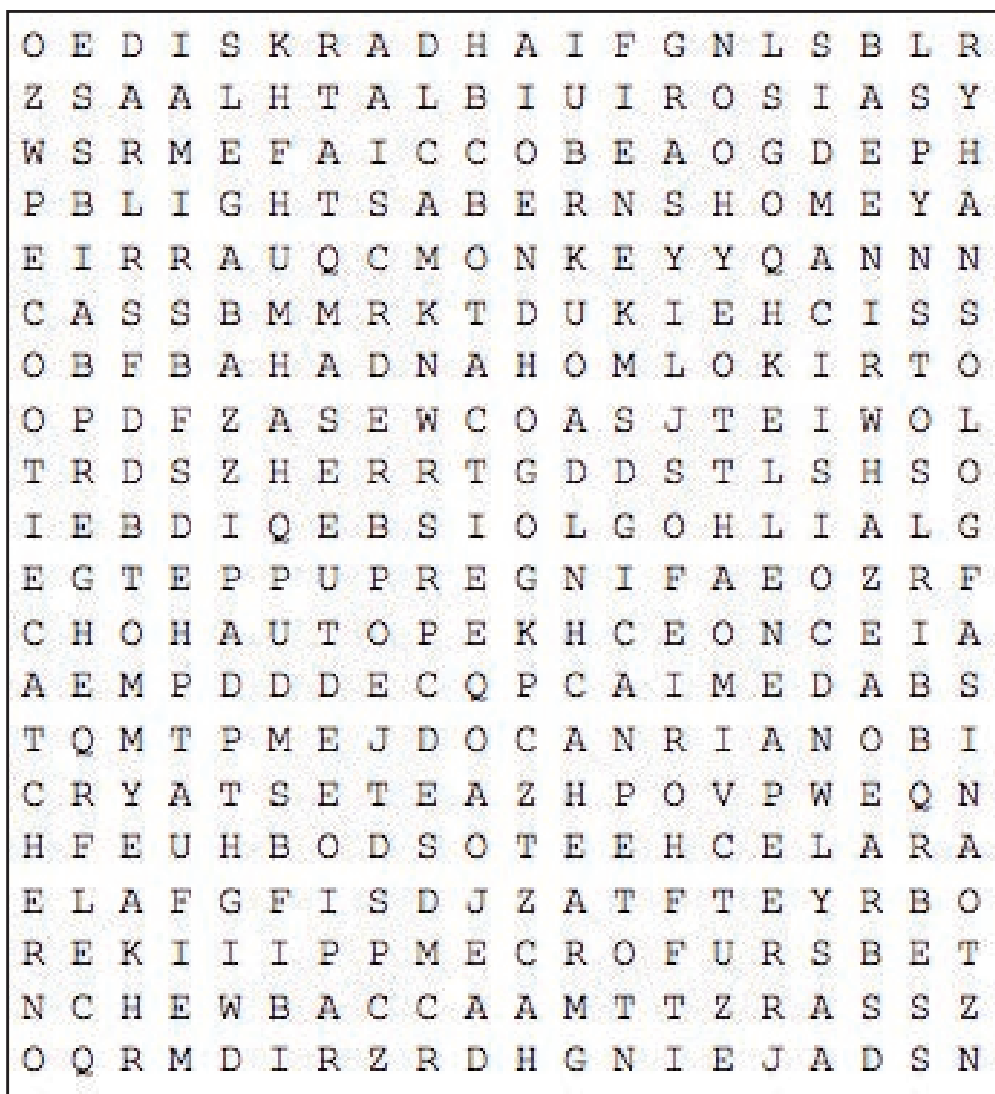 O E D I S K R A D H A I F G N L S B L R
Z S A A L H T A L B I U I R O S I A S Y
W S R M E F A I C C O B E A O G D E P H
P B L I G H T S A B E R N S H O M E Y A
E I R R A U Q C M O N K E Y Y Q A N N N
C A S S B M M R K T D U K I E H C I S S
O B F B A H A D N A H O M L O K I R T O
O P D F Z A S E W C O A S J T E I W O L
T R D S Z H E R R T G D D S T L S H S O
I E B D I Q E B S I O L G O H L I A L G
E G T E P P U P R E G N I F A E O Z R F
C H O H A U T O P E K H C E O N C E I A
A E M P D D D E C Q P C A I M E D A B S
T Q M T P M E J D O C A N R I A N O B I
C R Y A T S E T E A Z H P O V P W E Q N
H F E U H B O D S O T E E H C E L A R A
E L A F G F I S D J Z A T F T E Y R B O
R E K I I I P P M E C R O F U R S B E T
N C H E W B A C C A A M T T Z R A S S Z
O Q R M D I R Z R D H G N I E J A D S N